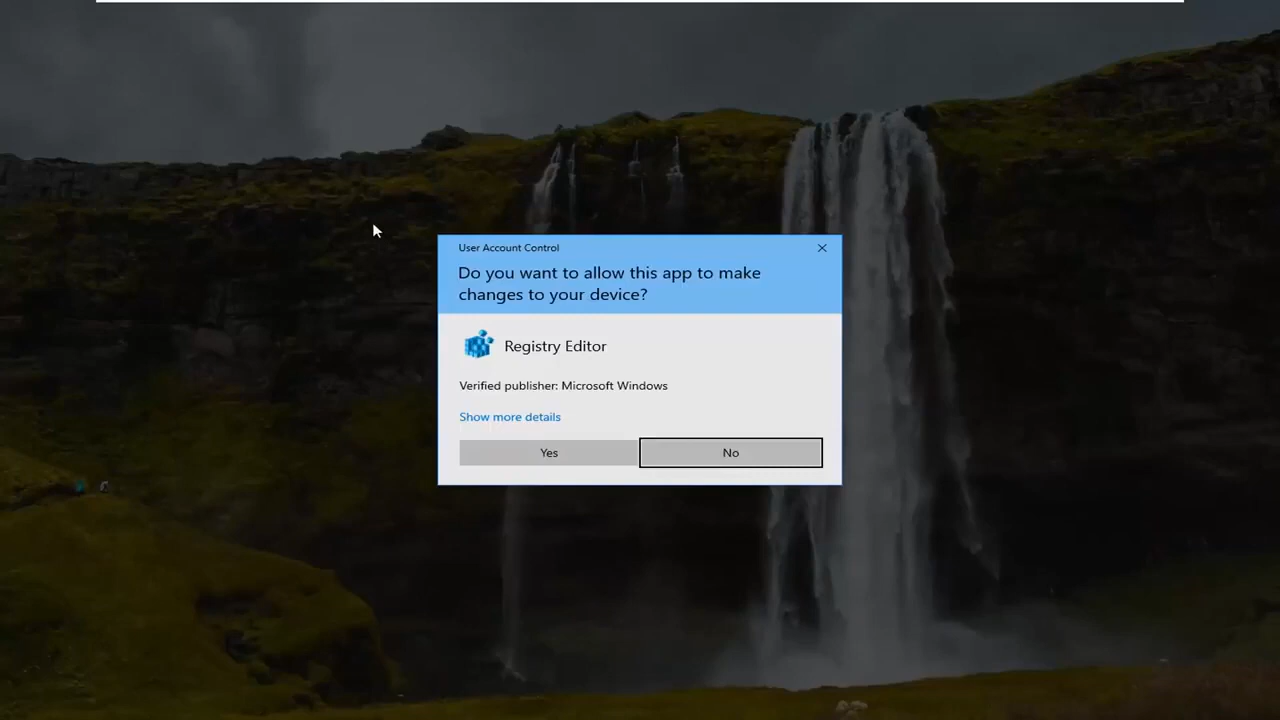 User Account Control
Do you want to allow this app to make
changes to your device?
Registry Editor
Verified publisher: Microsoft Windows
Show more details
Yes
No